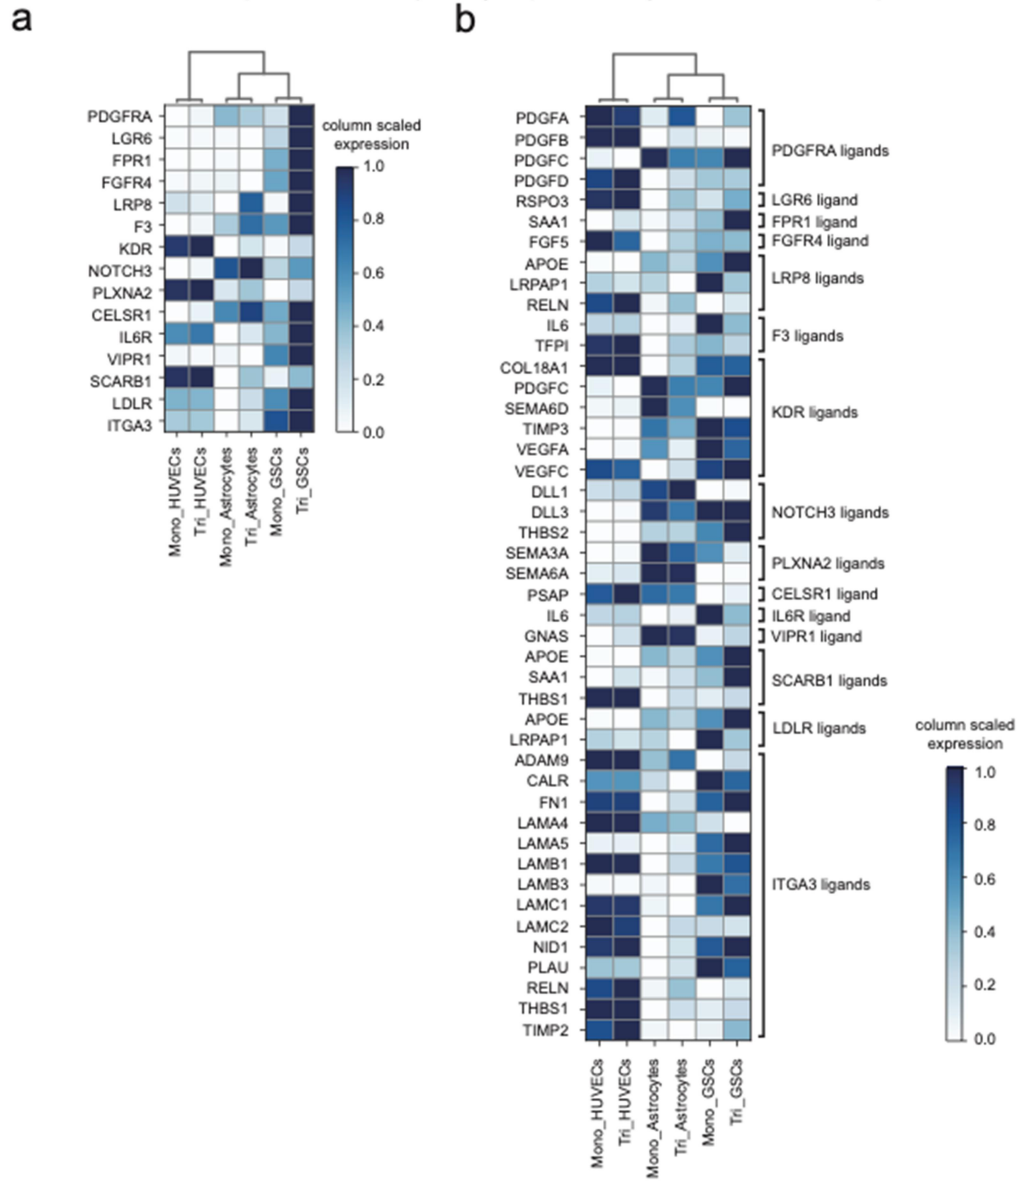 a
PDGFRA
LGR6
FPR1
FGFR4
LRP8
F3
KDR
NOTCH3
PLXNA2
CELSR1
IL6R
VIPR1
SCARB1
LDLR
ITGA3
Mono_HUVECs
Tri_HUVECs
Mono_Astrocytes
Tri_Astrocytes
Mono_GSCs
Tri_GSCs
column scaled
expression
1.0
0.8
0.6
0.4
0.2
0.0
b
PDGFA
PDGFB
PDGFC
PDGFD
RSPO3
SAA1
FGF5
APOE
LRPAP1
RELN
IL6
TFPI
COL18A1
PDGFC
SEMA6D
TIMP3
VEGFA
VEGFC
DLL1
DLL3
THBS2
SEMA3A
SEMA6A
PSAP
IL6
GNAS
APOE
SAA1
THBS1
APOE
LRPAP1
ADAM9
CALR
FN1
LAMA4
LAMA5
LAMB1
LAMB3
LAMC1
LAMC2
NID1
PLAU
RELN
THBS1
TIMP2
PDGFRA ligands
LGR6 ligand
FPR1 ligand
FGFR4 ligand
LRP8 ligands
F3 ligands
KDR ligands
NOTCH3 ligands
PLXNA2 ligands
CELSR1 ligand
IL6R ligand
VIPR1 ligand
SCARB1 ligands
LDLR ligands
ITGA3 ligands
Mono_HUVECs
Tri_HUVECs
Mono_Astrocytes
Tri_Astrocytes
Mono_GSCs
Tri_GSCs
column scaled
expression
1.0
0.8
0.6
0.4
0.2
0.0